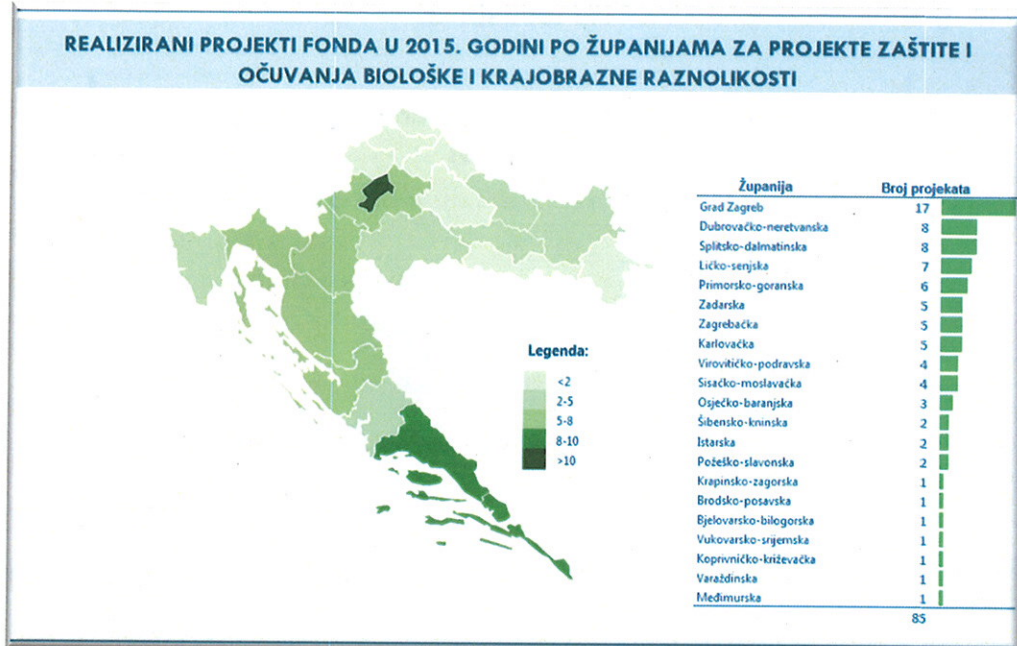 REALIZIRANI PROJEKTI FONDA U 2015. GODINI PO ŽUPANIJAMA ZA PROJEKTE ZAŠTITE I
OČUVANJA BIOLOŠKE I KRAJOBRAZNE RAZNOLIKOSTI
Legenda:
<2
2-5
5-8
8-10
>10
Županija Broj projekata
Grad Zagreb 17
Dubrovačko-neretvanska 8
Splitsko-dalmatinska 8
Ličko-senjska 7
Primorsko-goranska 6
Zadarska 5
Zagrebačka 5
Karlovačka 5
Virovitičko-podravska 4
Sisačko-moslavačka 4
Osječko-baranjska 3
Šibensko-kninska 2
Istarska 2
Požeško-slavonska 2
Krapinsko-zagorska 1
Brodsko-posavska 1
Bjelovarsko-bilogorska 1
Vukovarsko-srijemska 1
Koprivničko-križevačka 1
Varaždinska 1
Međimurska 1
85